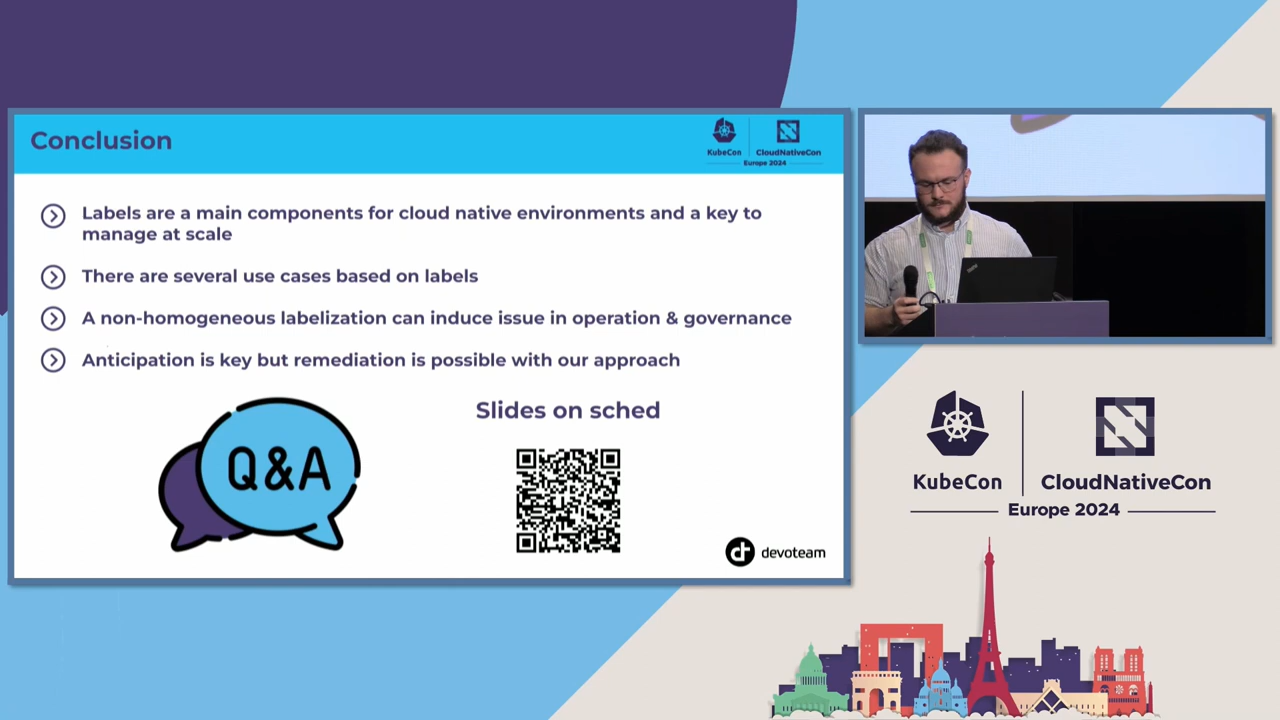 Conclusion
KubeCon
CloudNativeCon
Europe 2024
Labels are a main components for cloud native environments and a key to
manage at scale
There are several use cases based on labels
A non-homogeneous labelization can induce issue in operation & governance
Anticipation is key but remediation is possible with our approach
Q&A
Slides on sched
devoteam
KubeCon
CloudNativeCon
Europe 2024